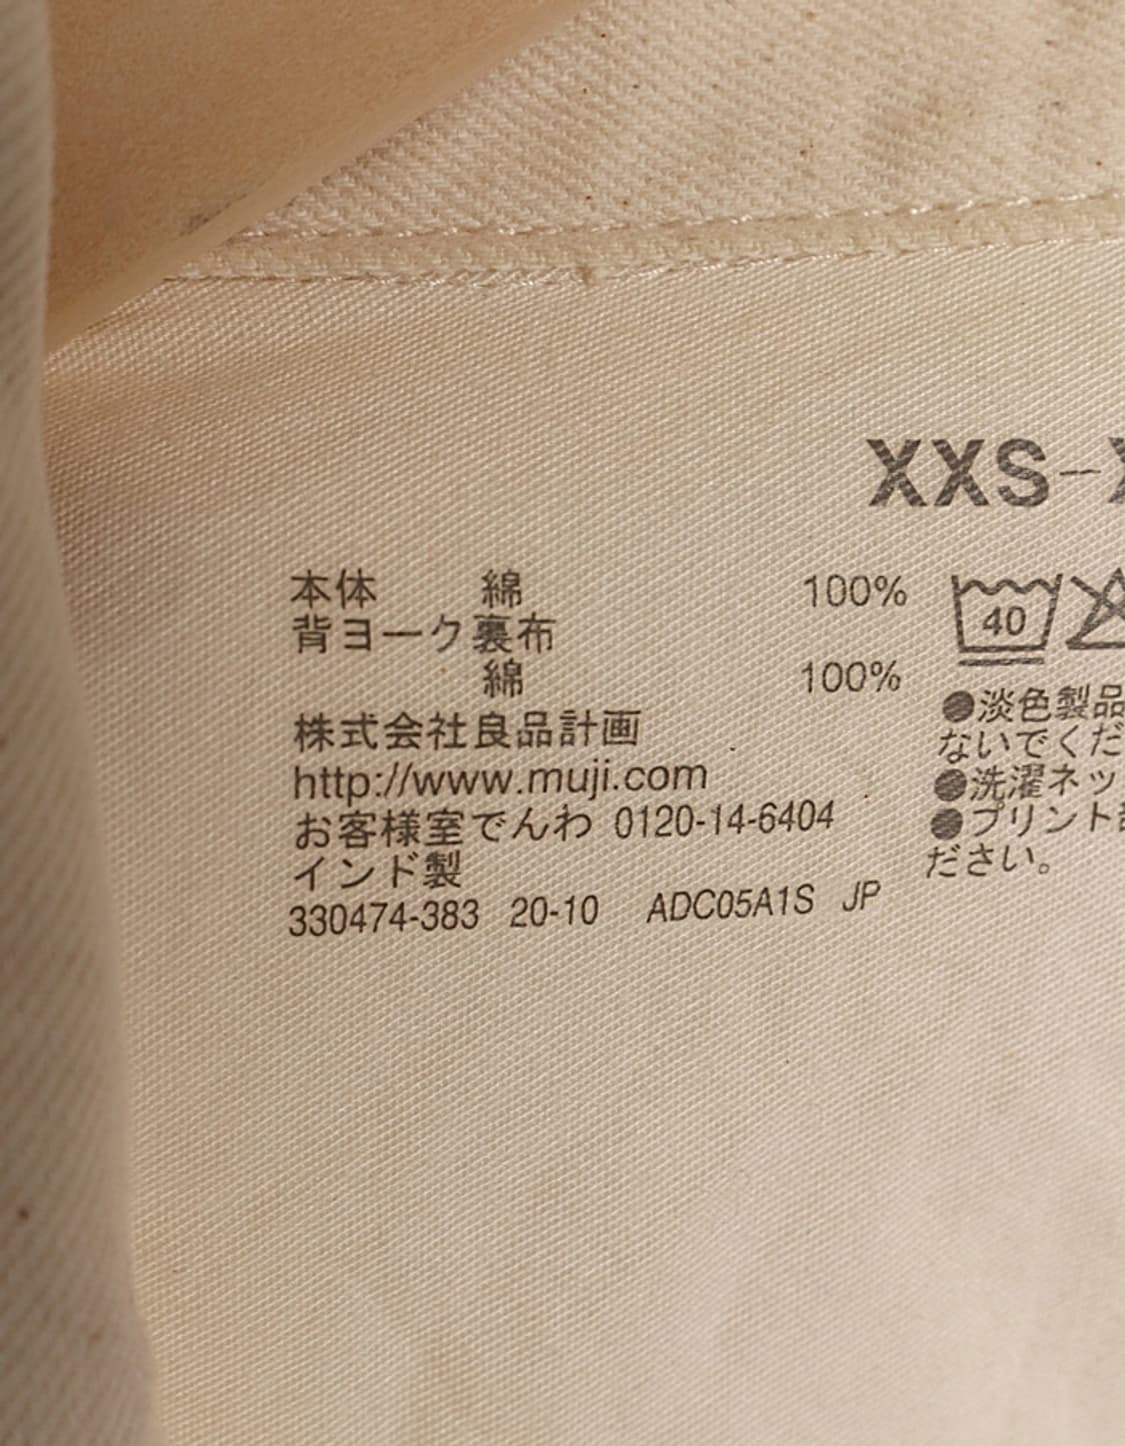 XXS-X
本体 綿 100%
背ヨーク裏布
綿 100%
株式会社良品計画
http://www.muji.com
お客様室でんわ 0120-14-6404
インド製
330474-383 20-10 ADC05A1S JP
40
●淡色製品
ないでくだ
●洗濯ネッ
●プリント部
ださい。